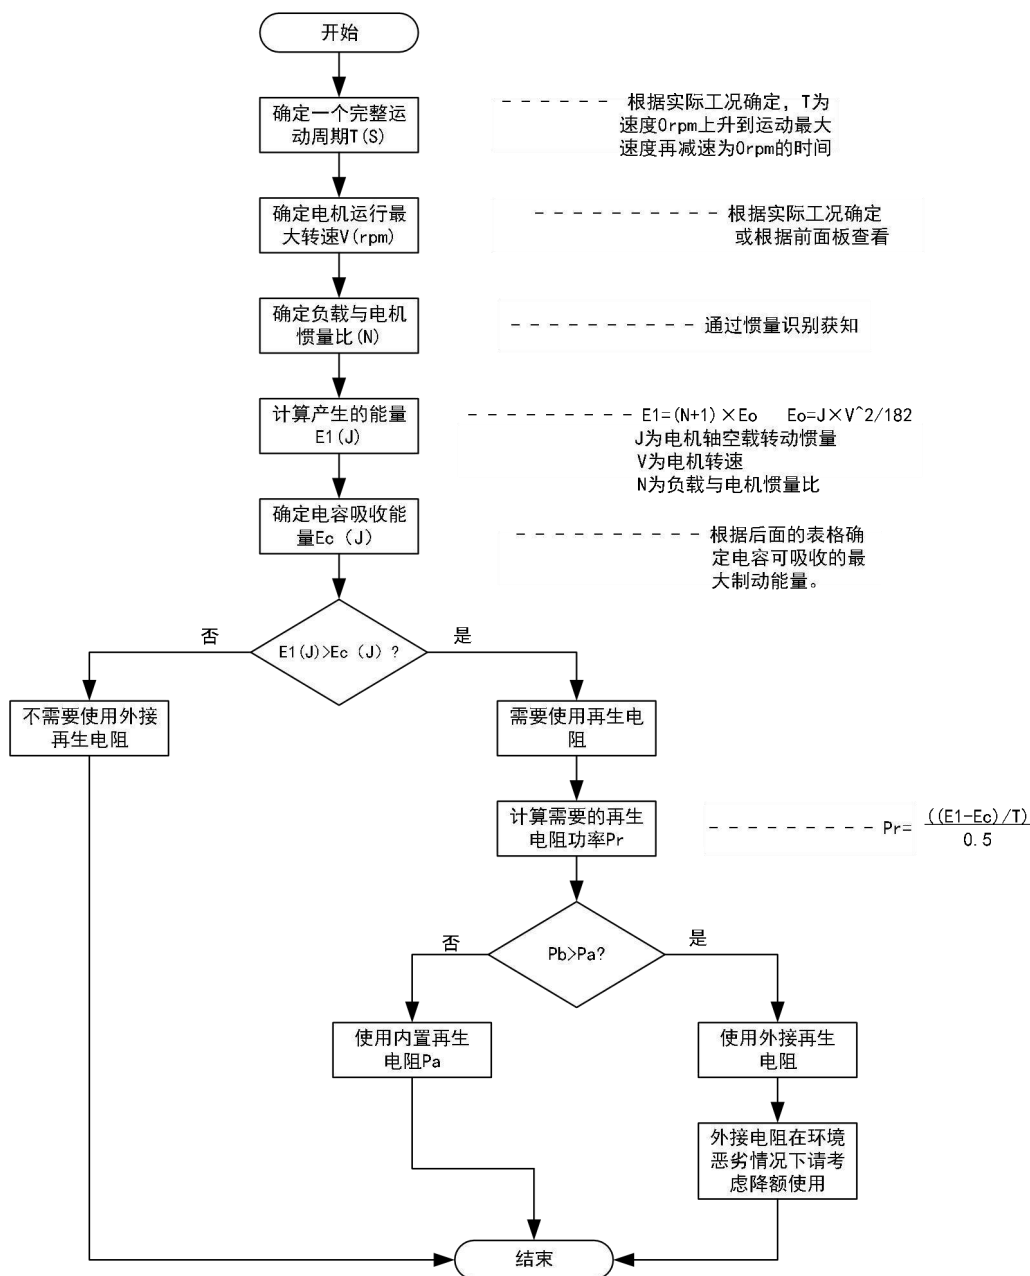 开始
确定一个完整运
动周期T(S)
－－－－－－ 根据实际工况确定，T为
速度0rpm上升到运动最大
速度再减速为0rpm的时间
确定电机运行最
大转速V(rpm)
－－－－－－－－－－ 根据实际工况确定
或根据前面板查看
确定负载与电机
惯量比(N)
－－－－－－－－－－ 通过惯量识别获知
计算产生的能量
E1(J)
－－－－－－－－－ E1=(N+1)×Eo Eo=J×V^2/182
J为电机轴空载转动惯量
V为电机转速
N为负载与电机惯量比
确定电容吸收能
量Ec（J）
－－－－－－－－－－ 根据后面的表格确
定电容可吸收的最
大制动能量。
E1(J)>Ec（J）?
否
是
不需要使用外接
再生电阻
需要使用再生电
阻
计算需要的再生
电阻功率Pr
－－－－－－－－－ Pr= ((E1-Ec)/T)
0.5
Pb>Pa?
否
是
使用内置再生
电阻Pa
使用外接再生
电阻
外接电阻在环境
恶劣情况下请考
虑降额使用
结束